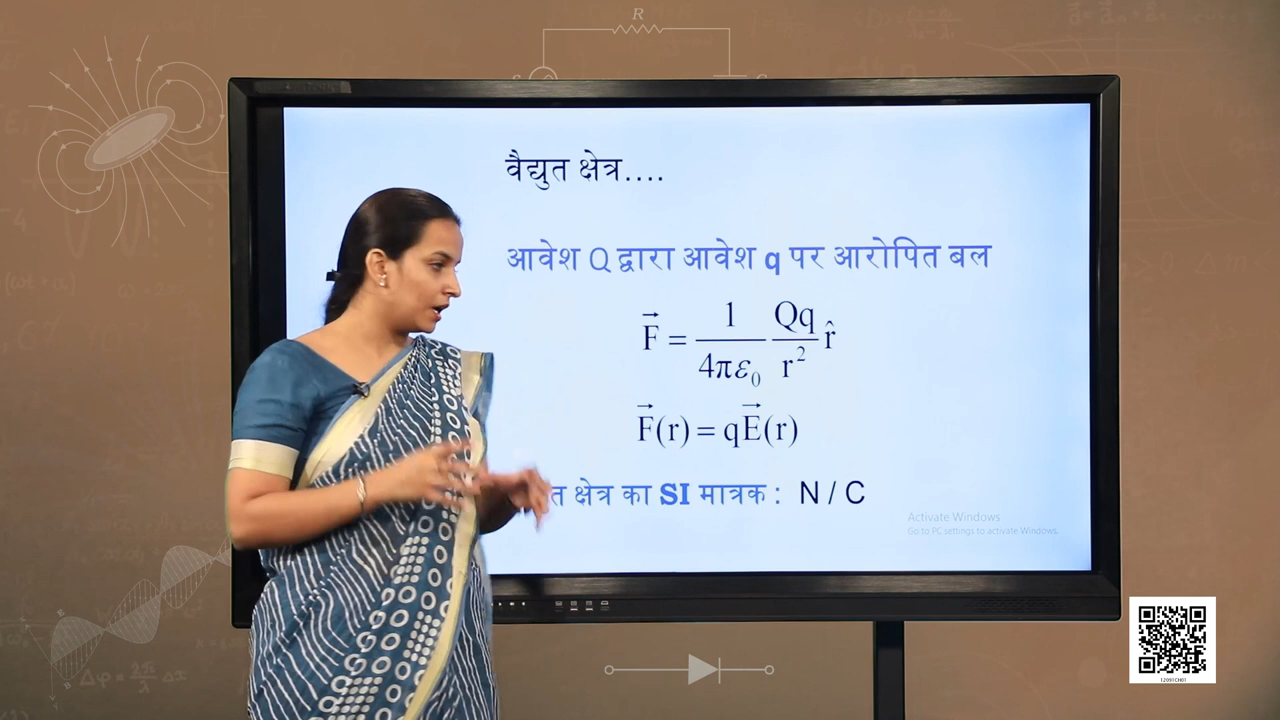 R
वैद्युत क्षेत्र....
आवेश Q द्वारा आवेश q पर आरोपित बल
F⃗ = 1/4πε₀ Qq/r² r̂
F⃗(r) = qE⃗(r)
क्षेत्र का SI मात्रक : N / C
Activate Windows
Go to PC settings to activate Windows.
12091CH01